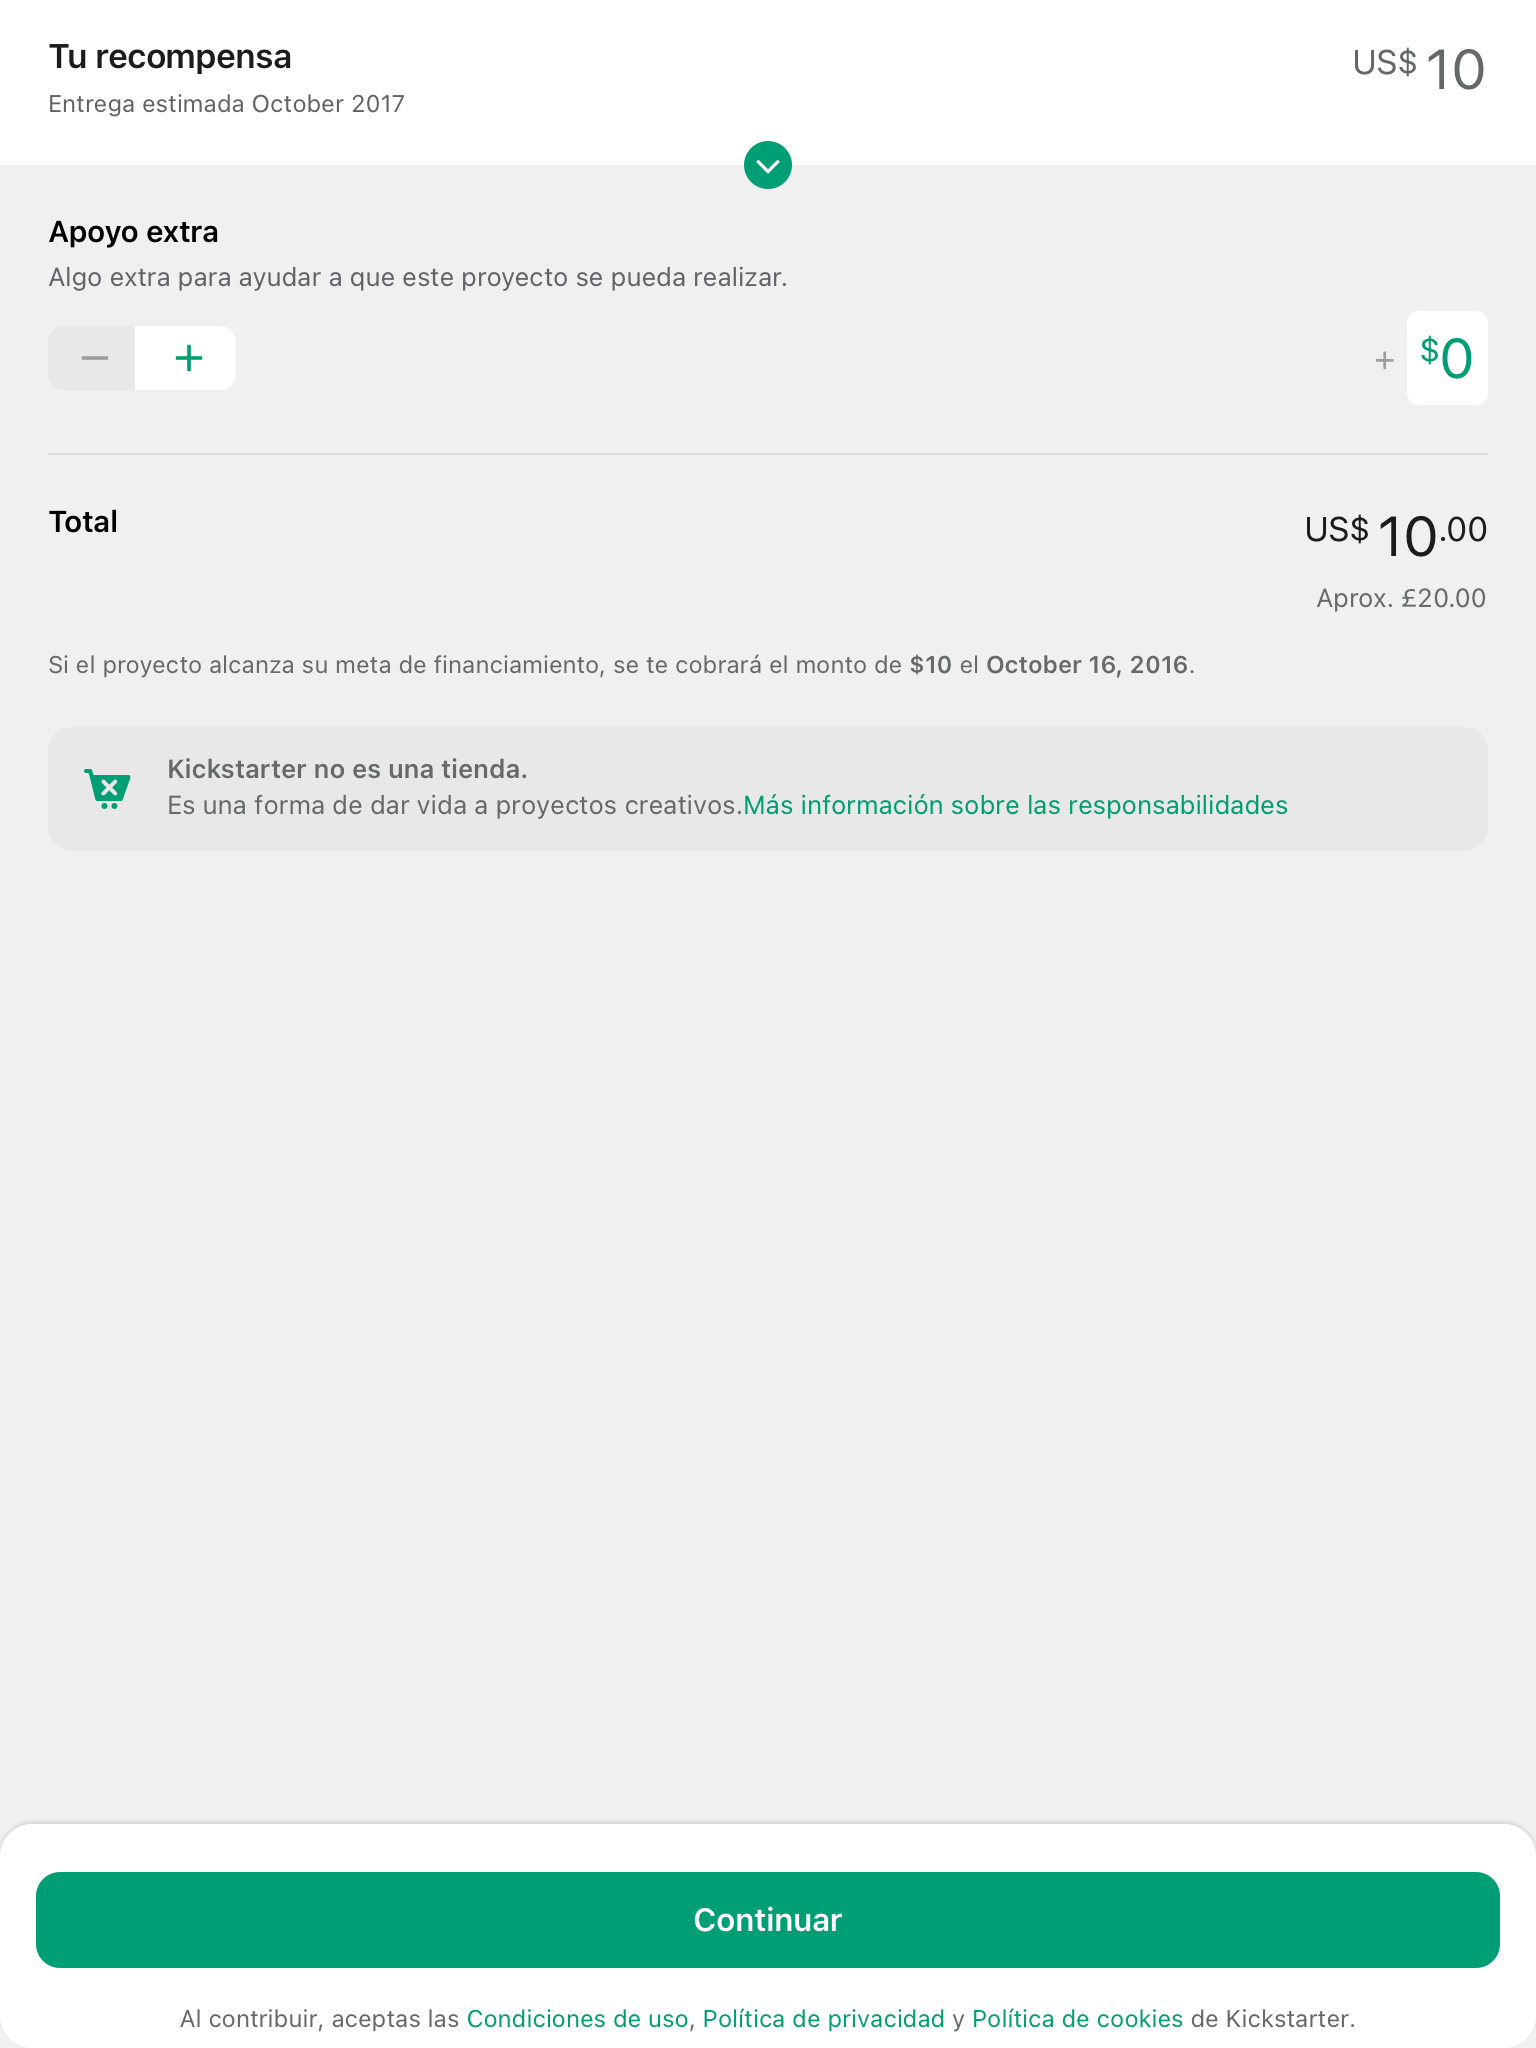 Tu recompensa
US$ 10
Entrega estimada October 2017
Apoyo extra
Algo extra para ayudar a que este proyecto se pueda realizar.
− +
+ $0
Total
US$ 10.00
Aprox. £20.00
Si el proyecto alcanza su meta de financiamiento, se te cobrará el monto de $10 el October 16, 2016.
Kickstarter no es una tienda.
Es una forma de dar vida a proyectos creativos.Más información sobre las responsabilidades
Continuar
Al contribuir, aceptas las Condiciones de uso, Política de privacidad y Política de cookies de Kickstarter.